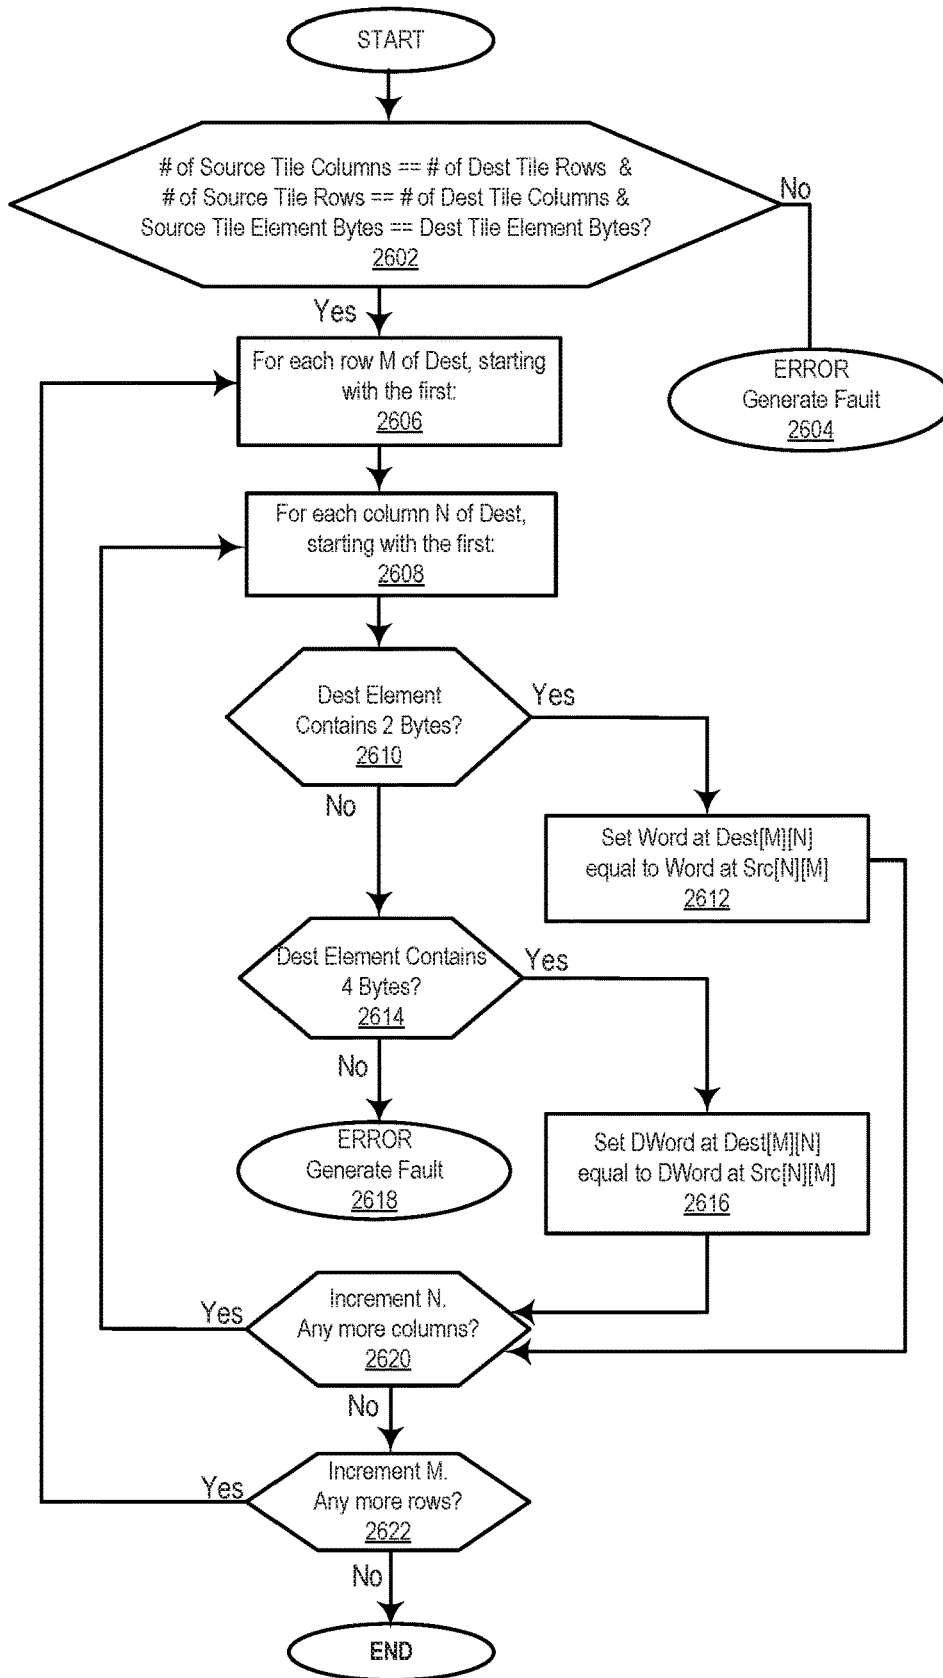 START
# of Source Tile Columns == # of Dest Tile Rows &
# of Source Tile Rows == # of Dest Tile Columns &
Source Tile Element Bytes == Dest Tile Element Bytes?
2602
No
Yes
ERROR
Generate Fault
2604
For each row M of Dest, starting
with the first:
2606
For each column N of Dest,
starting with the first:
2608
Dest Element
Contains 2 Bytes?
2610
Yes
No
Set Word at Dest[M][N]
equal to Word at Src[N][M]
2612
Dest Element Contains
4 Bytes?
2614
Yes
No
ERROR
Generate Fault
2618
Set DWord at Dest[M][N]
equal to DWord at Src[N][M]
2616
Yes
Increment N.
Any more columns?
2620
No
Yes
Increment M.
Any more rows?
2622
No
END